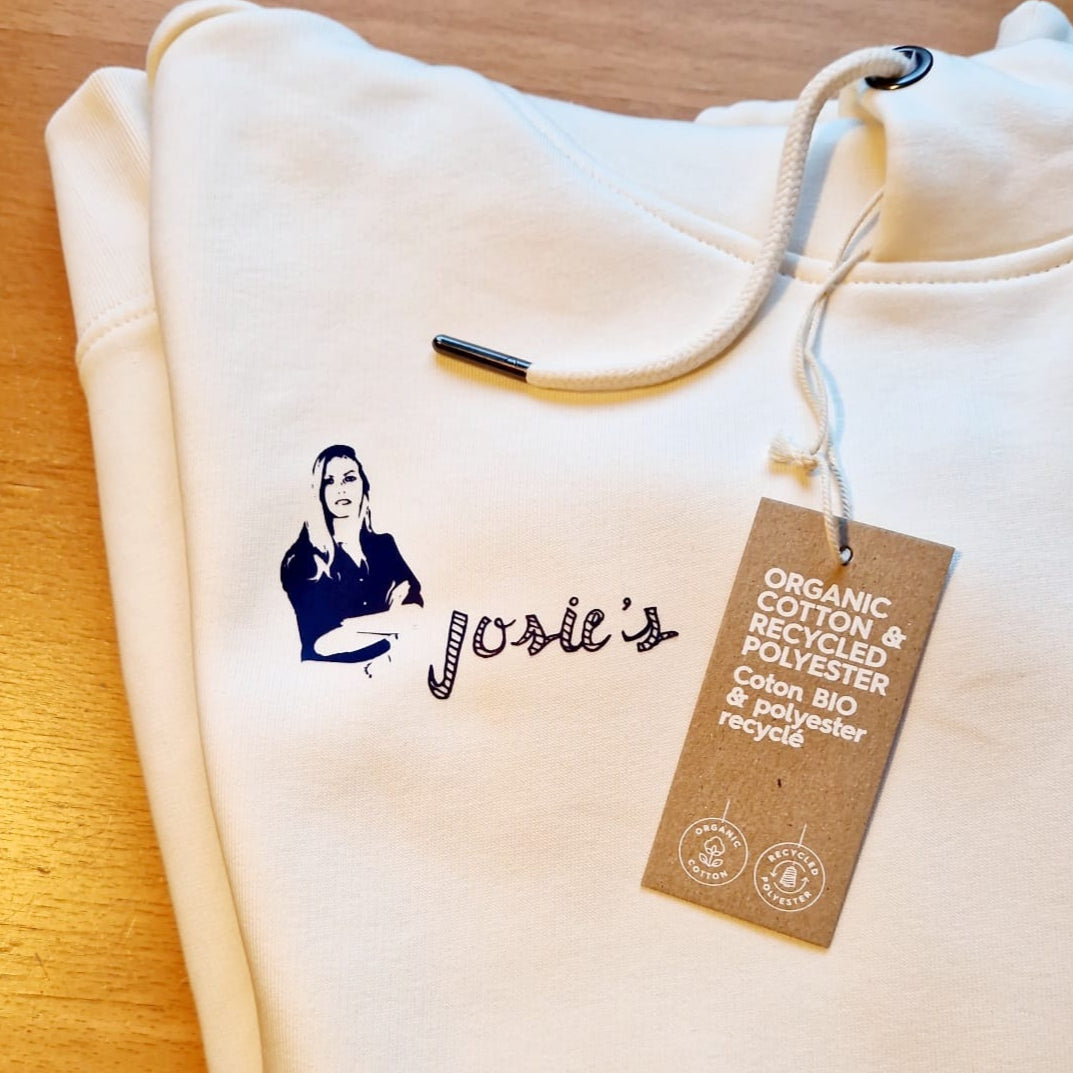 josie's
ORGANIC
COTTON &
RECYCLED
POLYESTER
Coton BIO
& polyester
recyclé
ORGANIC
COTTON
RECYCLED
POLYESTER